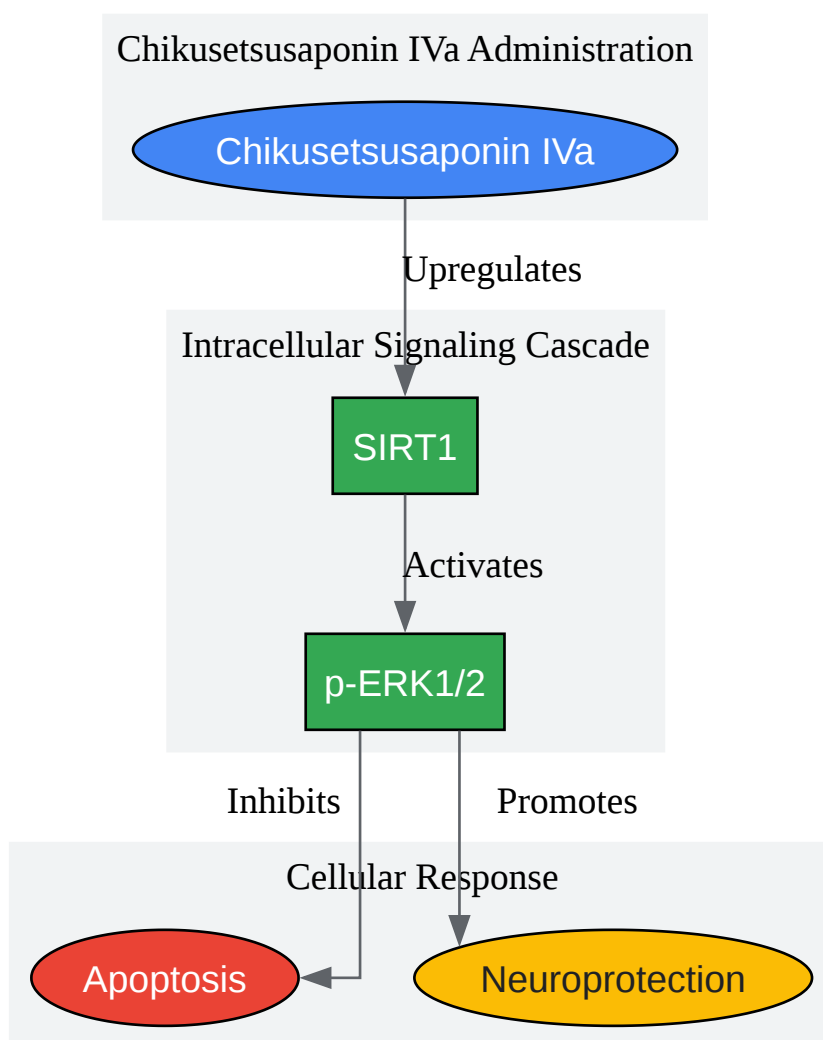 Chikusetsusaponin IVa Administration
Chikusetsusaponin IVa
Upregulates
Intracellular Signaling Cascade
SIRT1
Activates
p-ERK1/2
Inhibits
Promotes
Cellular Response
Apoptosis
Neuroprotection